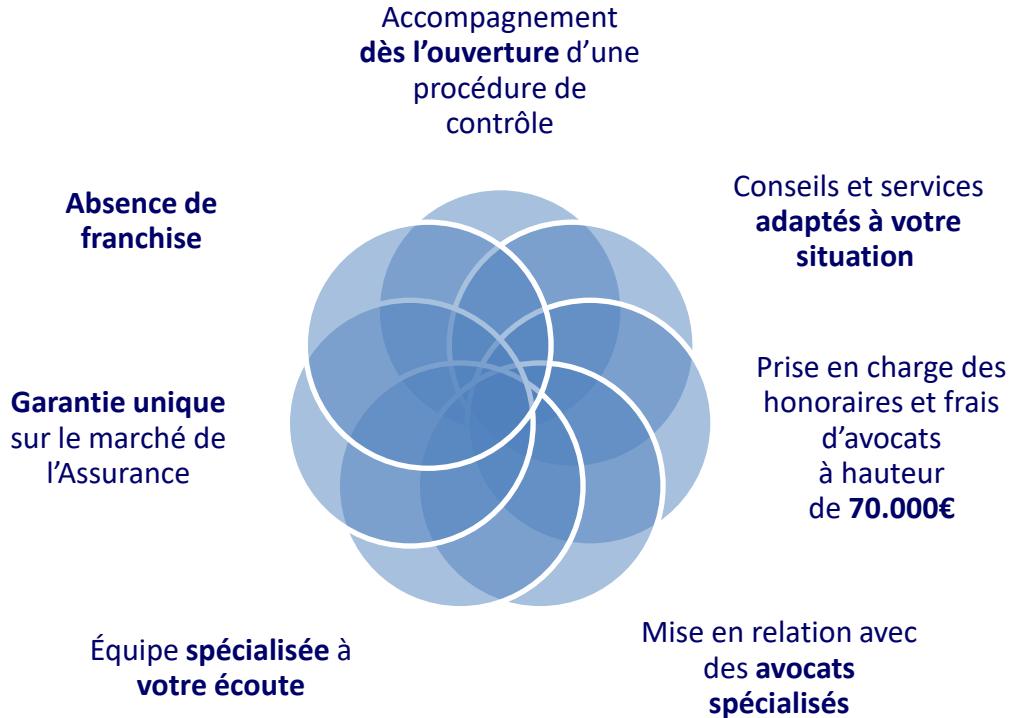 Accompagnement
dès l’ouverture d’une
procédure de
contrôle
Conseils et services
adaptés à votre
situation
Prise en charge des
honoraires et frais
d’avocats
à hauteur
de 70.000€
Mise en relation avec
des avocats
spécialisés
Équipe spécialisée à
votre écoute
Garantie unique
sur le marché de
l’Assurance
Absence de
franchise